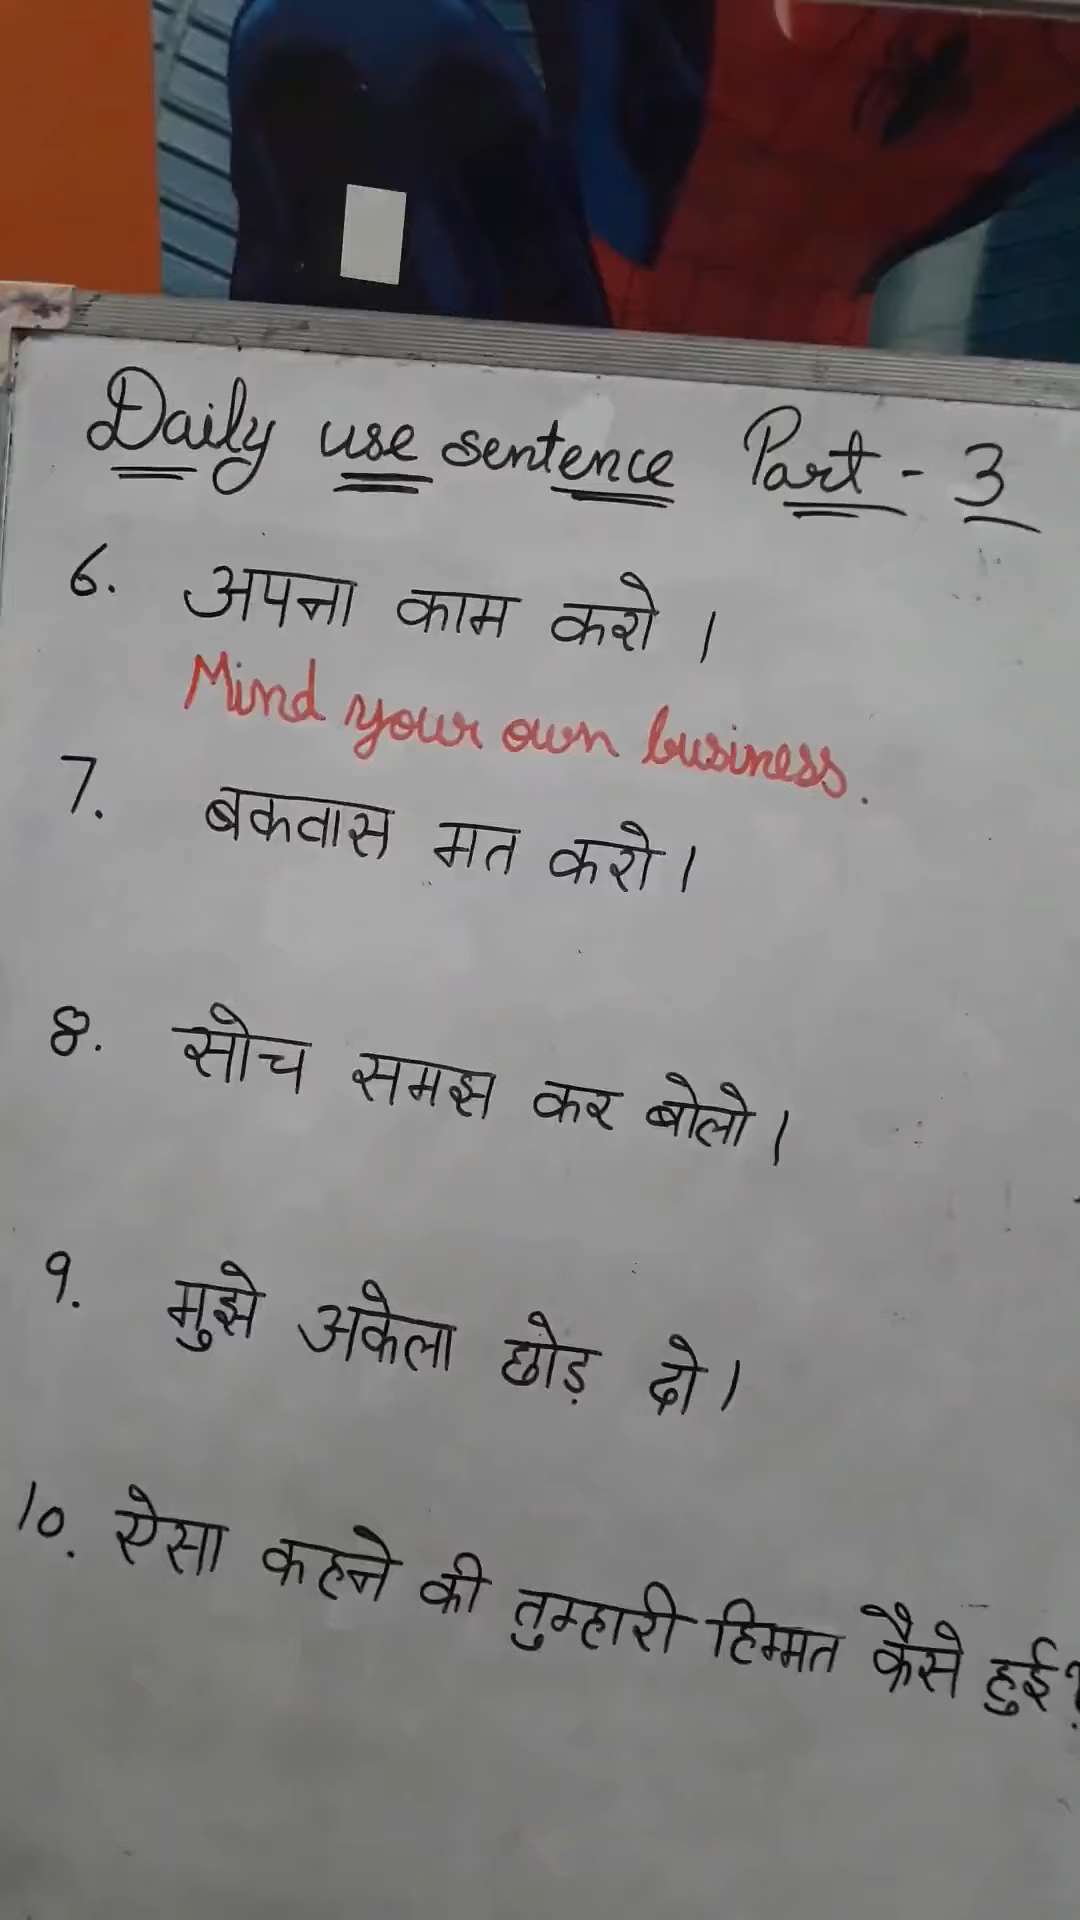 Daily use sentence Part - 3
6. अपना काम करो ।
Mind your own business.
7. बकवास मत करो ।
8. सोच समझ कर बोलो ।
9. मुझे अकेला छोड़ दो ।
10. ऐसा कहने की तुम्हारी हिम्मत कैसे हुई?